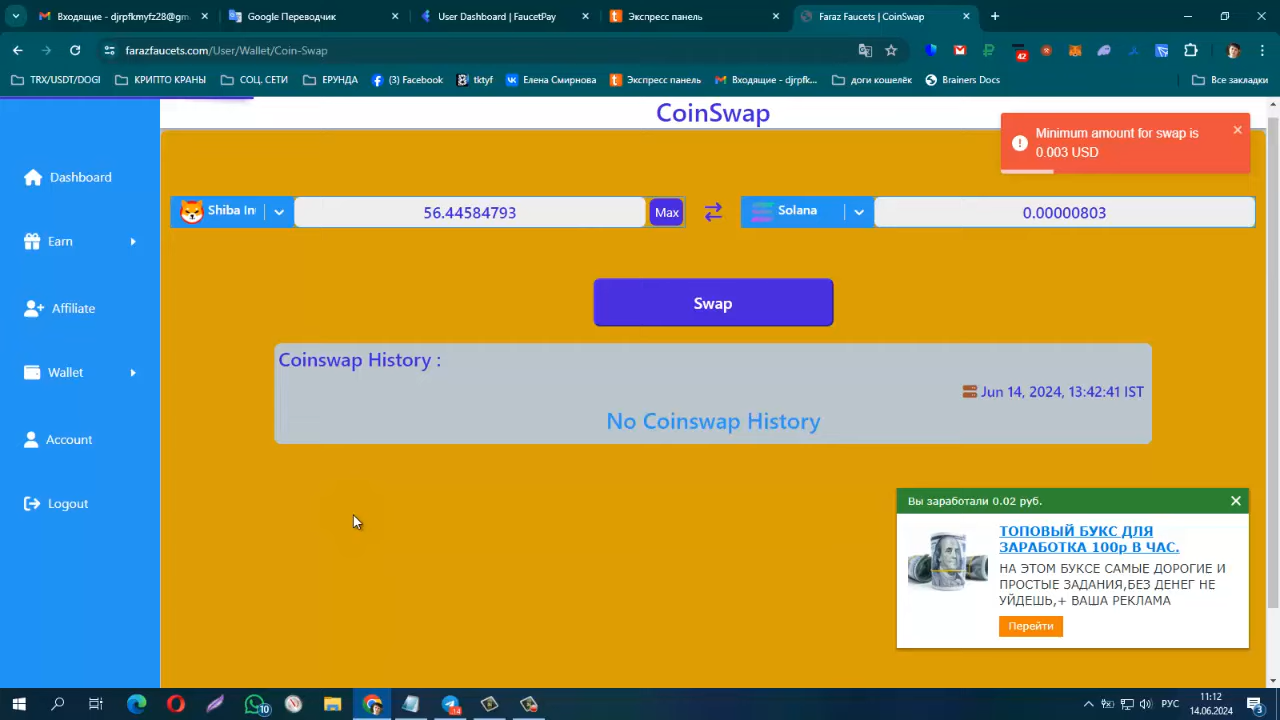 Входящие - djrpfkmyfz28@gm
Google Переводчик
User Dashboard | FaucetPay
Экспресс панель
Faraz Faucets | CoinSwap
farazfaucets.com/User/Wallet/Coin-Swap
42
TRX/USDT/DOGI
КРИПТО КРАНЫ
СОЦ. СЕТИ
ЕРУНДА
(3) Facebook
tktyf
Елена Смирнова
Экспресс панель
Входящие - djrpfk...
доги кошелёк
Brainers Docs
Все закладки
CoinSwap
Minimum amount for swap is
0.003 USD
Dashboard
Earn
Affiliate
Wallet
Account
Logout
Shiba In
56.44584793
Max
Solana
0.00000803
Swap
Coinswap History :
Jun 14, 2024, 13:42:41 IST
No Coinswap History
Вы заработали 0.02 руб.
ТОПОВЫЙ БУКС ДЛЯ
ЗАРАБОТКА 100р В ЧАС.
НА ЭТОМ БУКСЕ САМЫЕ ДОРОГИЕ И
ПРОСТЫЕ ЗАДАНИЯ,БЕЗ ДЕНЕГ НЕ
УЙДЕШЬ,+ ВАША РЕКЛАМА
Перейти
10
14
РУС
11:12
14.06.2024
3